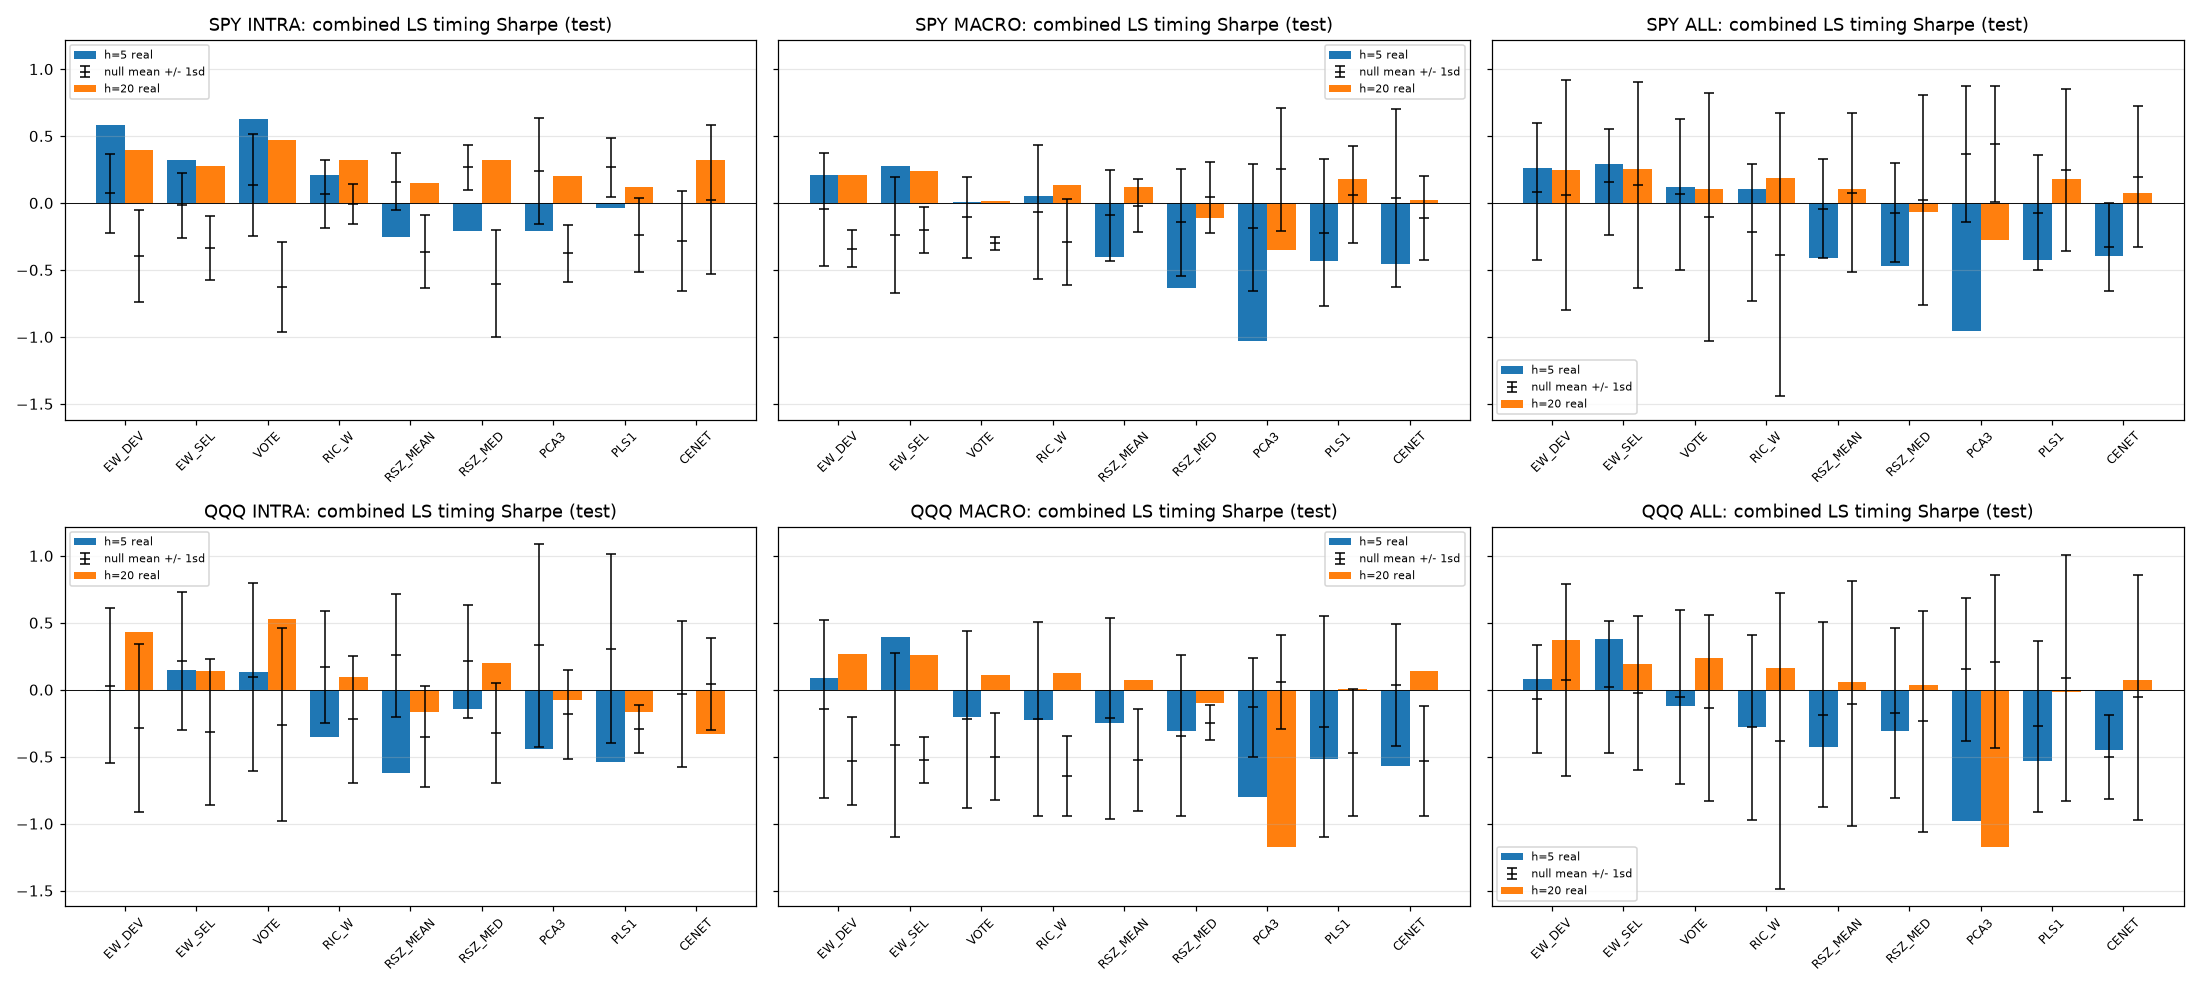 SPY INTRA: combined LS timing Sharpe (test)
h=5 real
null mean +/- 1sd
h=20 real
1.0
0.5
0.0
−0.5
−1.0
−1.5
EW_DEV
EW_SEL
VOTE
RIC_W
RSZ_MEAN
RSZ_MED
PCA3
PLS1
CENET
SPY MACRO: combined LS timing Sharpe (test)
h=5 real
null mean +/- 1sd
h=20 real
EW_DEV
EW_SEL
VOTE
RIC_W
RSZ_MEAN
RSZ_MED
PCA3
PLS1
CENET
SPY ALL: combined LS timing Sharpe (test)
h=5 real
null mean +/- 1sd
h=20 real
EW_DEV
EW_SEL
VOTE
RIC_W
RSZ_MEAN
RSZ_MED
PCA3
PLS1
CENET
QQQ INTRA: combined LS timing Sharpe (test)
h=5 real
null mean +/- 1sd
h=20 real
1.0
0.5
0.0
−0.5
−1.0
−1.5
EW_DEV
EW_SEL
VOTE
RIC_W
RSZ_MEAN
RSZ_MED
PCA3
PLS1
CENET
QQQ MACRO: combined LS timing Sharpe (test)
h=5 real
null mean +/- 1sd
h=20 real
EW_DEV
EW_SEL
VOTE
RIC_W
RSZ_MEAN
RSZ_MED
PCA3
PLS1
CENET
QQQ ALL: combined LS timing Sharpe (test)
h=5 real
null mean +/- 1sd
h=20 real
EW_DEV
EW_SEL
VOTE
RIC_W
RSZ_MEAN
RSZ_MED
PCA3
PLS1
CENET